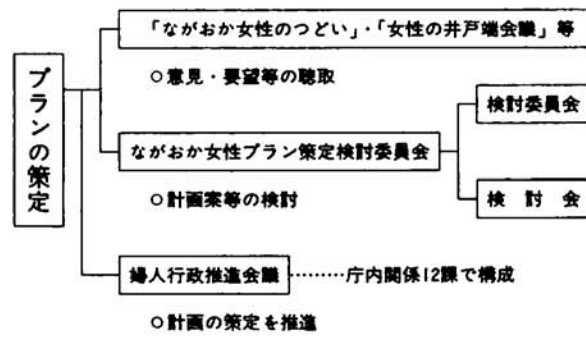 プランの策定
「ながおか女性のつどい」・「女性の井戸端会議」等
○意見・要望等の聴取
ながおか女性プラン策定検討委員会
検討委員会
検討会
○計画案等の検討
婦人行政推進会議………庁内関係12課で構成
○計画の策定を推進